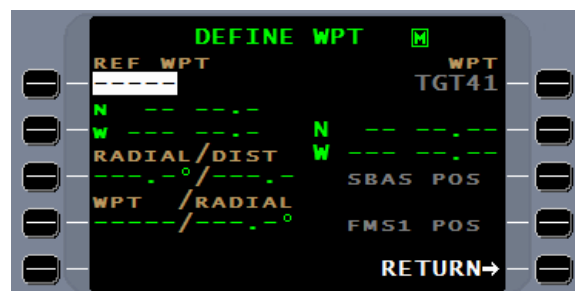 DEFINE WPT M
REF WPT WPT
----- TGT41
N -- --.-
W --- --.- N -- --.-
RADIAL/DIST W --- --.-
---.-°/---.- SBAS POS
WPT /RADIAL
-----/---.-° FMS1 POS
RETURN→